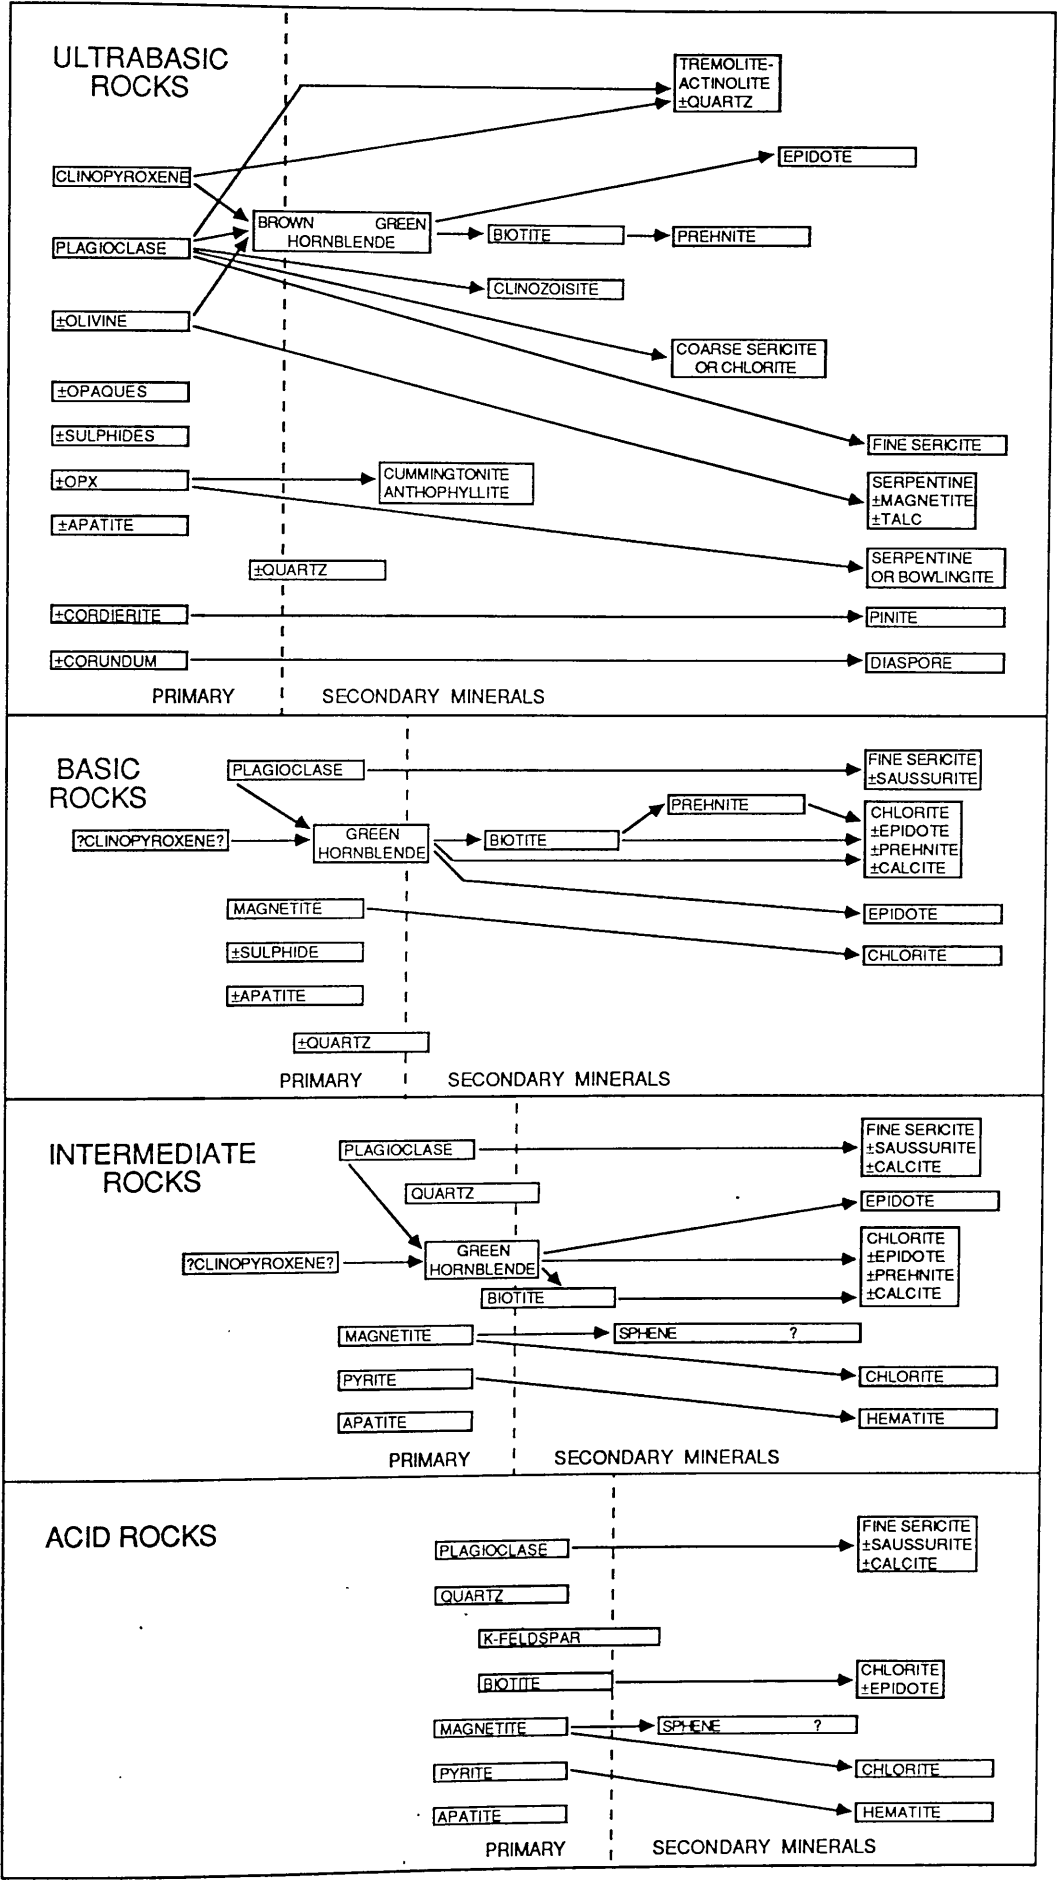 ULTRABASIC
ROCKS
TREMOLITE-
ACTINOLITE
±QUARTZ
EPIDOTE
CLINOPYROXENE
BROWN GREEN
HORNBLENDE
BIOTITE
PREHNITE
PLAGIOCLASE
CLINOZOISITE
±OLIVINE
COARSE SERICITE
OR CHLORITE
±OPAQUES
±SULPHIDES
FINE SERICITE
±OPX
CUMMINGTONITE
ANTHOPHYLLITE
SERPENTINE
±MAGNETITE
±TALC
±APATITE
±QUARTZ
SERPENTINE
OR BOWLINGITE
±CORDIERITE
PINITE
±CORUNDUM
DIASPORE
PRIMARY
SECONDARY MINERALS
BASIC
ROCKS
PLAGIOCLASE
FINE SERICITE
±SAUSSURITE
PREHNITE
?CLINOPYROXENE?
GREEN
HORNBLENDE
BIOTITE
CHLORITE
±EPIDOTE
±PREHNITE
±CALCITE
MAGNETITE
EPIDOTE
±SULPHIDE
CHLORITE
±APATITE
±QUARTZ
PRIMARY
SECONDARY MINERALS
INTERMEDIATE
ROCKS
PLAGIOCLASE
FINE SERICITE
±SAUSSURITE
±CALCITE
QUARTZ
EPIDOTE
?CLINOPYROXENE?
GREEN
HORNBLENDE
CHLORITE
±EPIDOTE
±PREHNITE
±CALCITE
BIOTITE
MAGNETITE
SPHENE ?
PYRITE
CHLORITE
APATITE
HEMATITE
PRIMARY
SECONDARY MINERALS
ACID ROCKS
PLAGIOCLASE
FINE SERICITE
±SAUSSURITE
±CALCITE
QUARTZ
K-FELDSPAR
BIOTITE
CHLORITE
±EPIDOTE
MAGNETITE
SPHENE ?
PYRITE
CHLORITE
APATITE
HEMATITE
PRIMARY
SECONDARY MINERALS